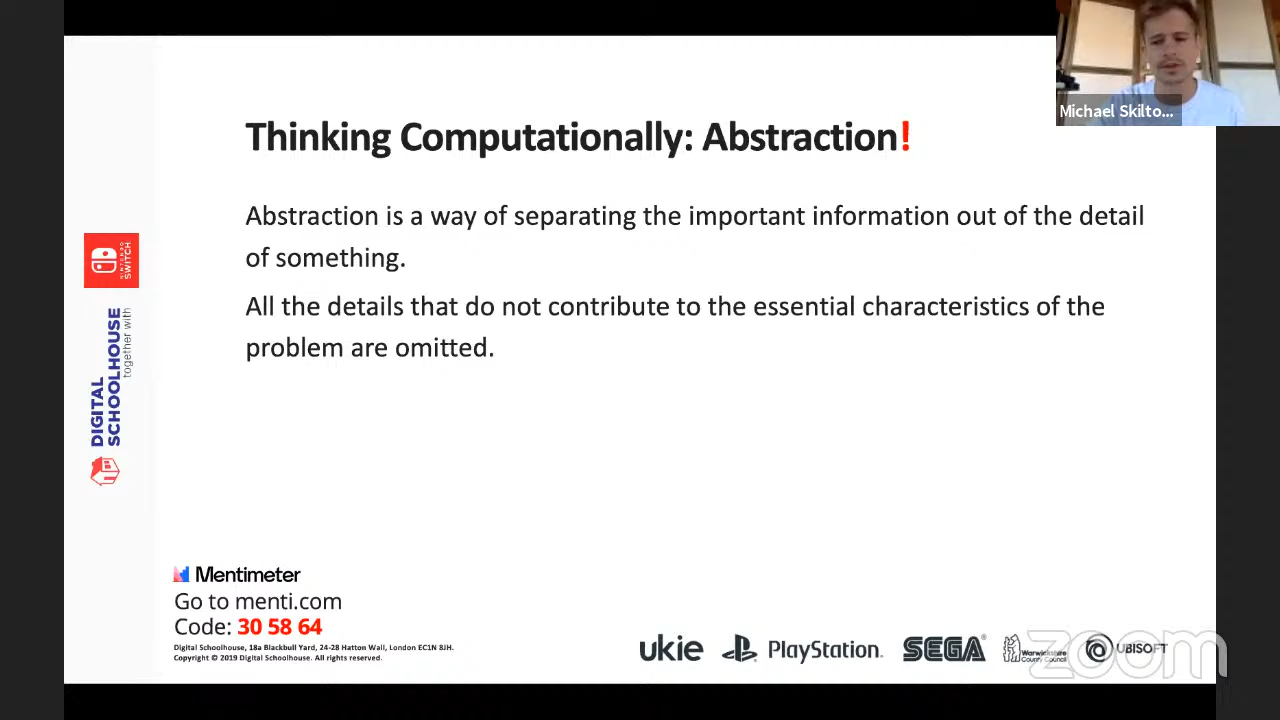 Michael Skilto...
Thinking Computationally: Abstraction!
Abstraction is a way of separating the important information out of the detail
of something.
All the details that do not contribute to the essential characteristics of the
problem are omitted.
NINTENDO
SWITCH
DIGITAL
SCHOOLHOUSE
together with
Mentimeter
Go to menti.com
Code: 30 58 64
Digital Schoolhouse, 18a Blackbull Yard, 24-28 Hatton Wall, London EC1N 8JH.
Copyright © 2019 Digital Schoolhouse. All rights reserved.
ukie
PlayStation.
SEGA®
Warwickshire
County Council
UBISOFT
zoom